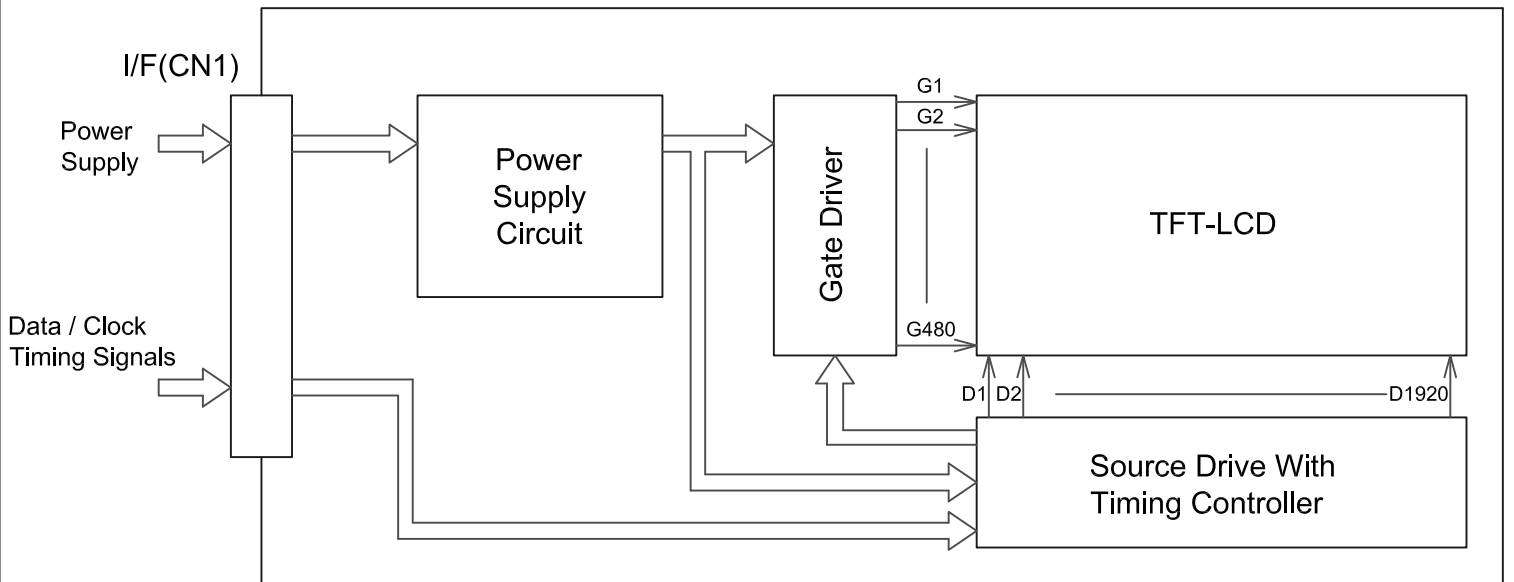 I/F(CN1)
Power
Supply
Data / Clock
Timing Signals
Power
Supply
Circuit
Gate Driver
G1
G2
G480
TFT-LCD
D1
D2
D1920
Source Drive With
Timing Controller